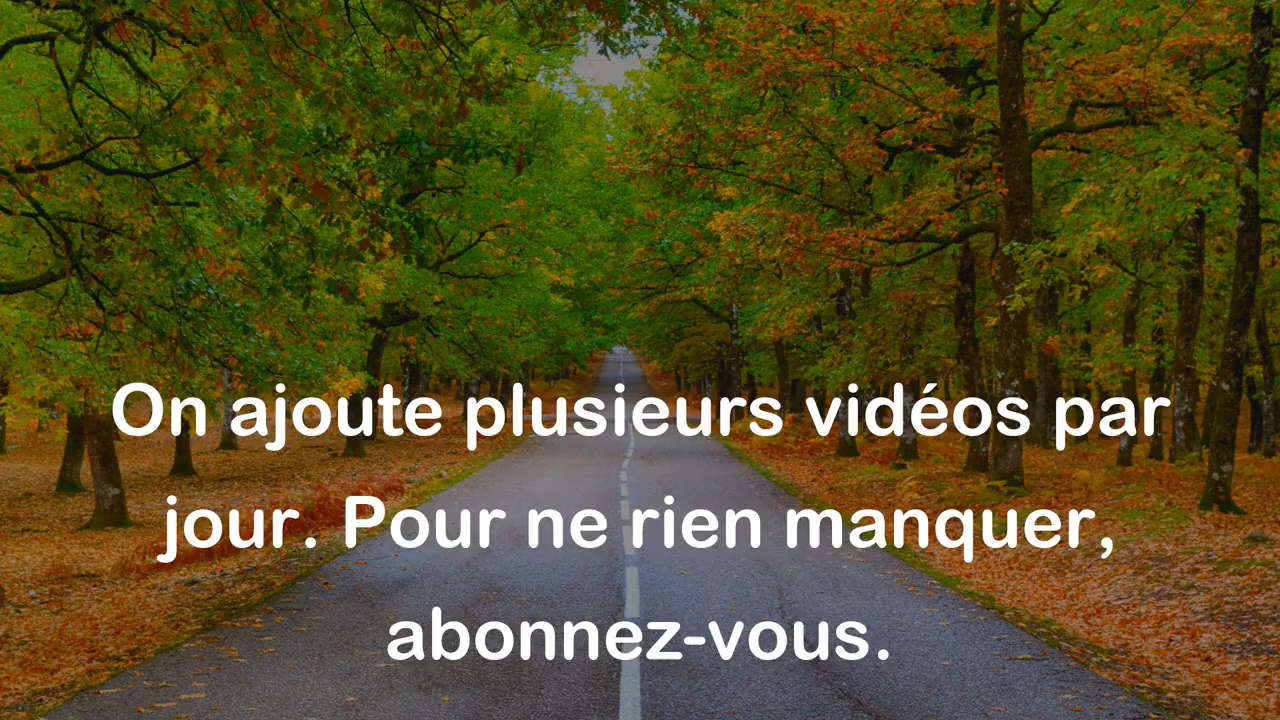 On ajoute plusieurs vidéos par
jour. Pour ne rien manquer,
abonnez-vous.